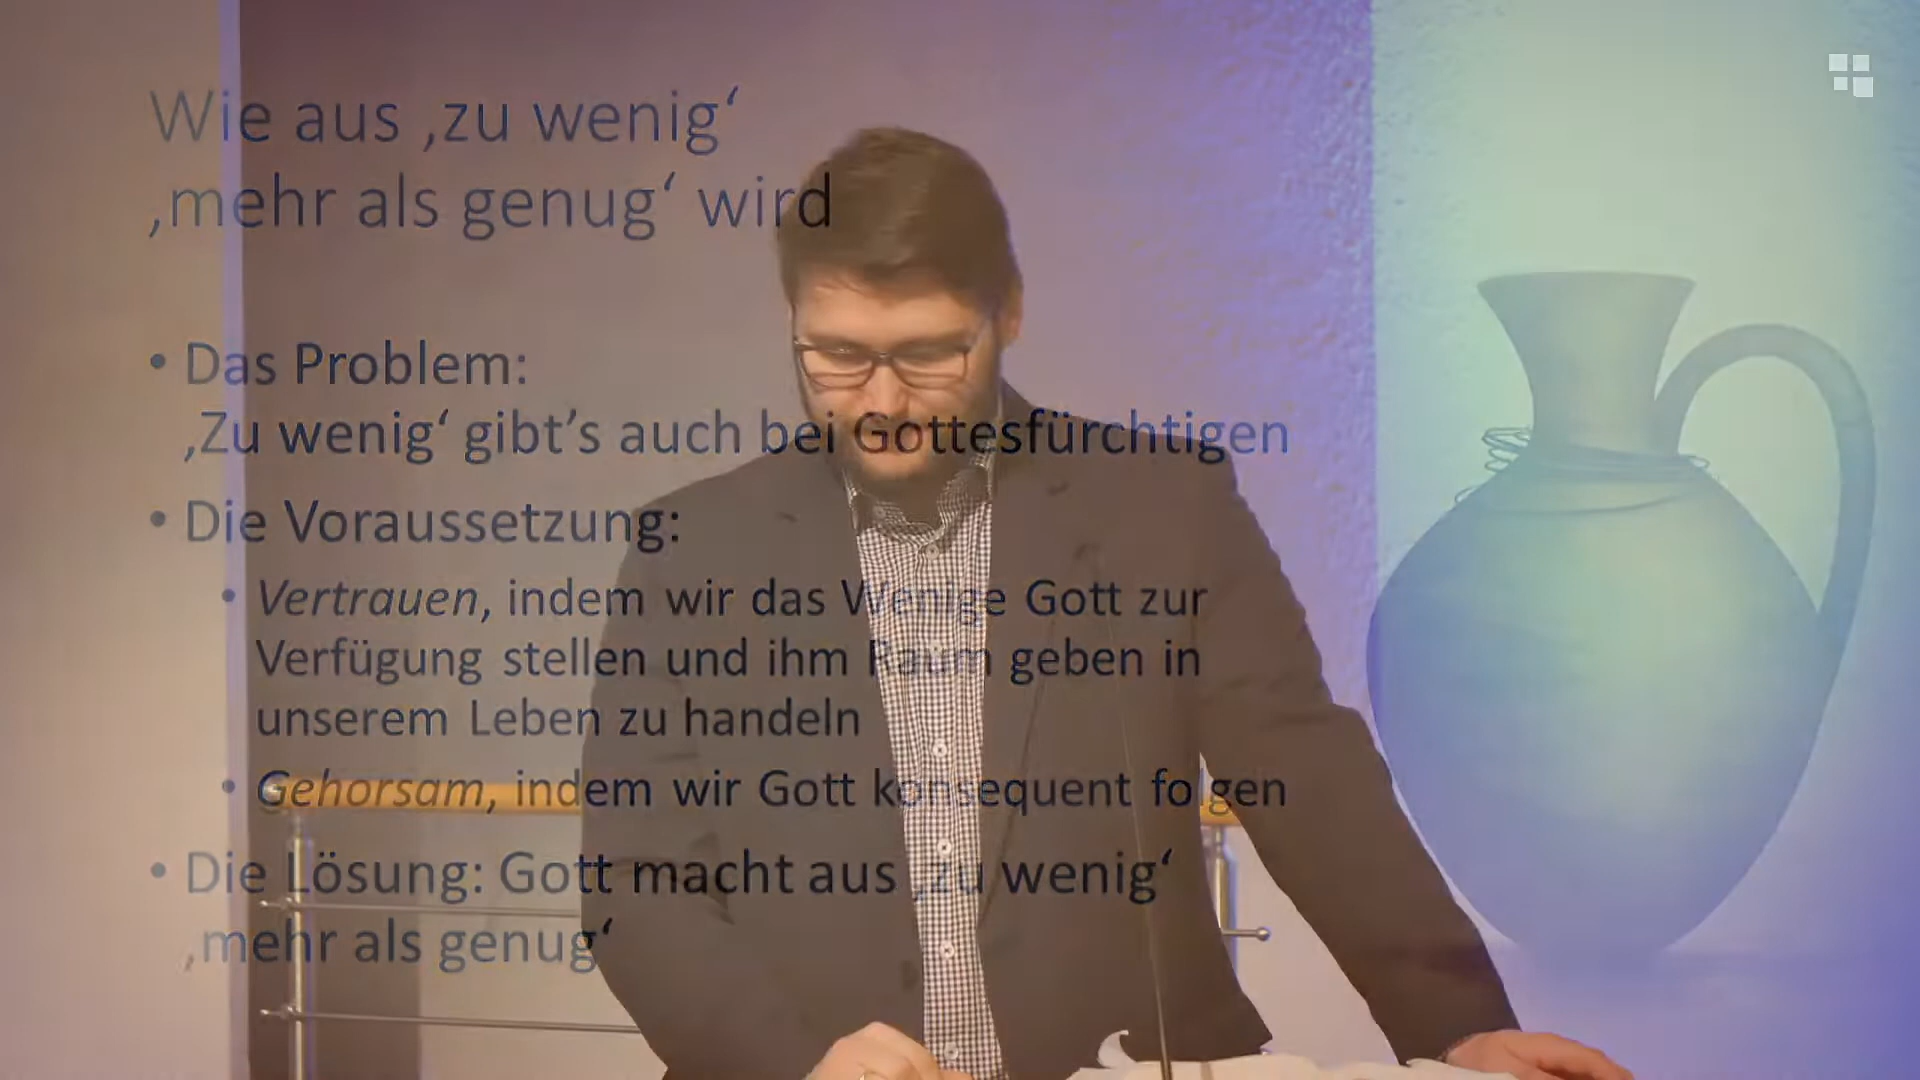 Wie aus ‚zu wenig‘
‚mehr als genug‘ wird
• Das Problem:
‚Zu wenig‘ gibt’s auch bei Gottesfürchtigen
• Die Voraussetzung:
• Vertrauen, indem wir das Wenige Gott zur
Verfügung stellen und ihm Raum geben in
unserem Leben zu handeln
• Gehorsam, indem wir Gott konsequent folgen
• Die Lösung: Gott macht aus ‚zu wenig‘
‚mehr als genug‘